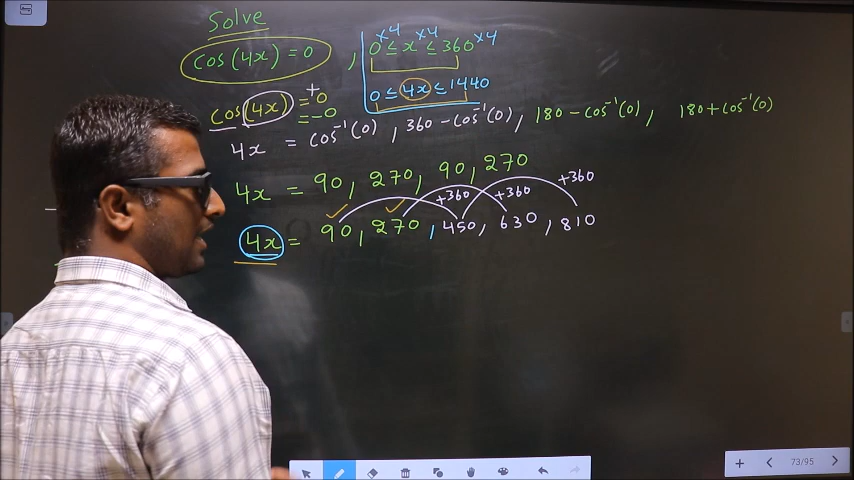 Solve
cos(4x) = 0 , 0 ≤ x ≤ 360
×4 ×4 ×4
0 ≤ 4x ≤ 1440
cos(4x) = +0
= -0
4x = cos⁻¹(0) , 360 - cos⁻¹(0) , 180 - cos⁻¹(0) , 180 + cos⁻¹(0)
4x = 90 , 270 , 90 , 270
+360 +360 +360
4x = 90 , 270 , 450 , 630 , 810
73/95